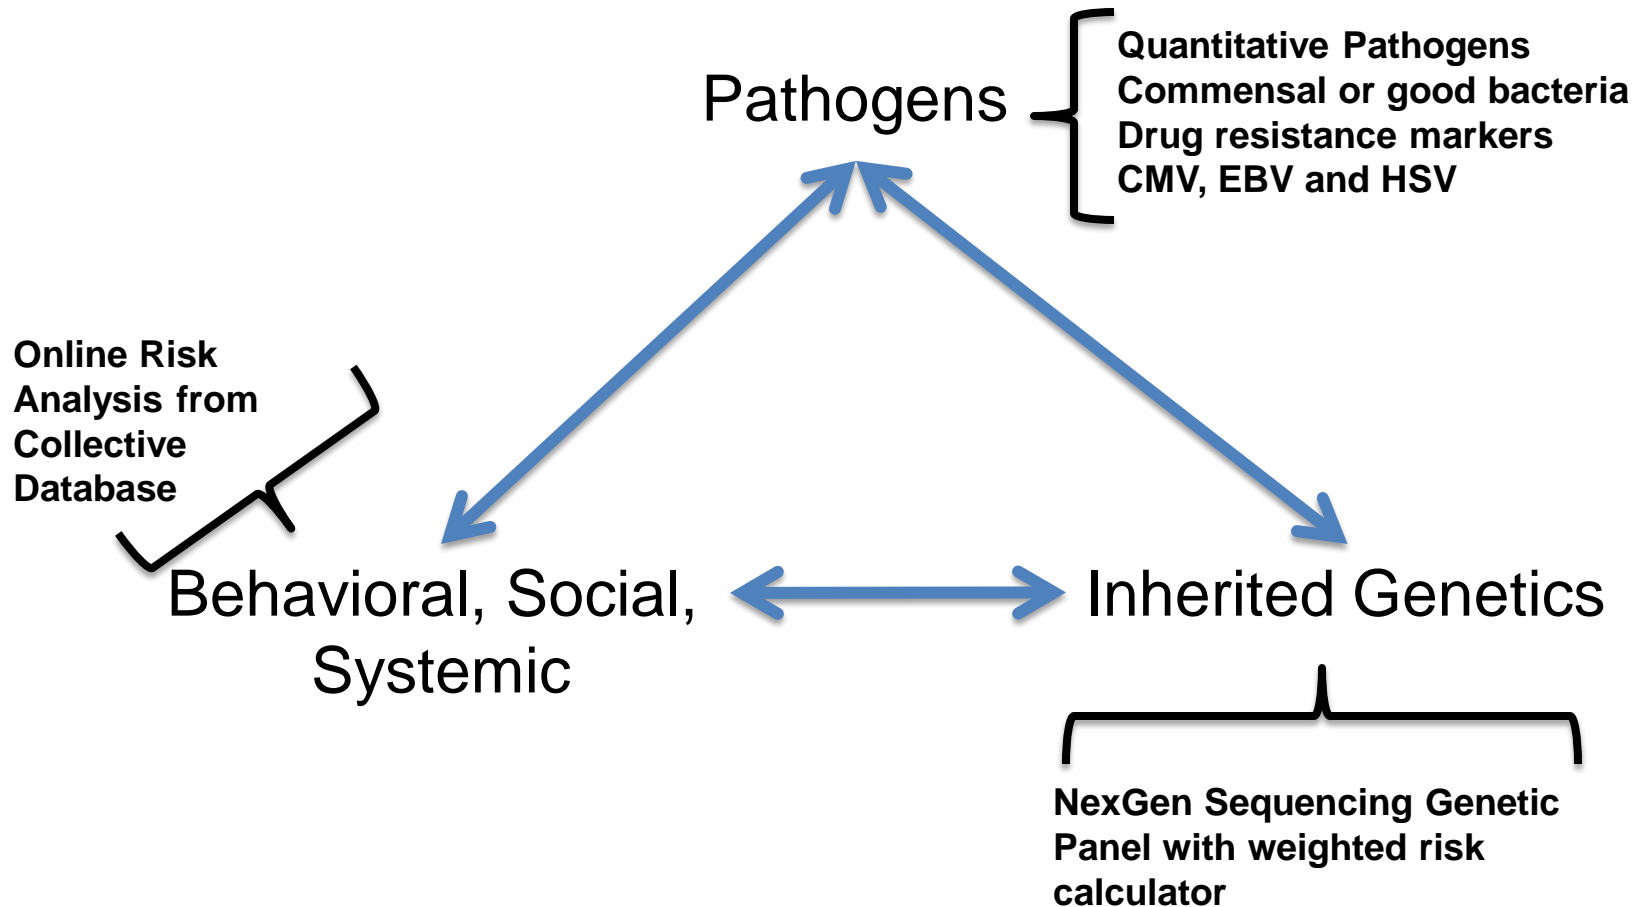 Pathogens
Quantitative Pathogens
Commensal or good bacteria
Drug resistance markers
CMV, EBV and HSV
Online Risk
Analysis from
Collective
Database
Behavioral, Social,
Systemic
Inherited Genetics
NexGen Sequencing Genetic
Panel with weighted risk
calculator